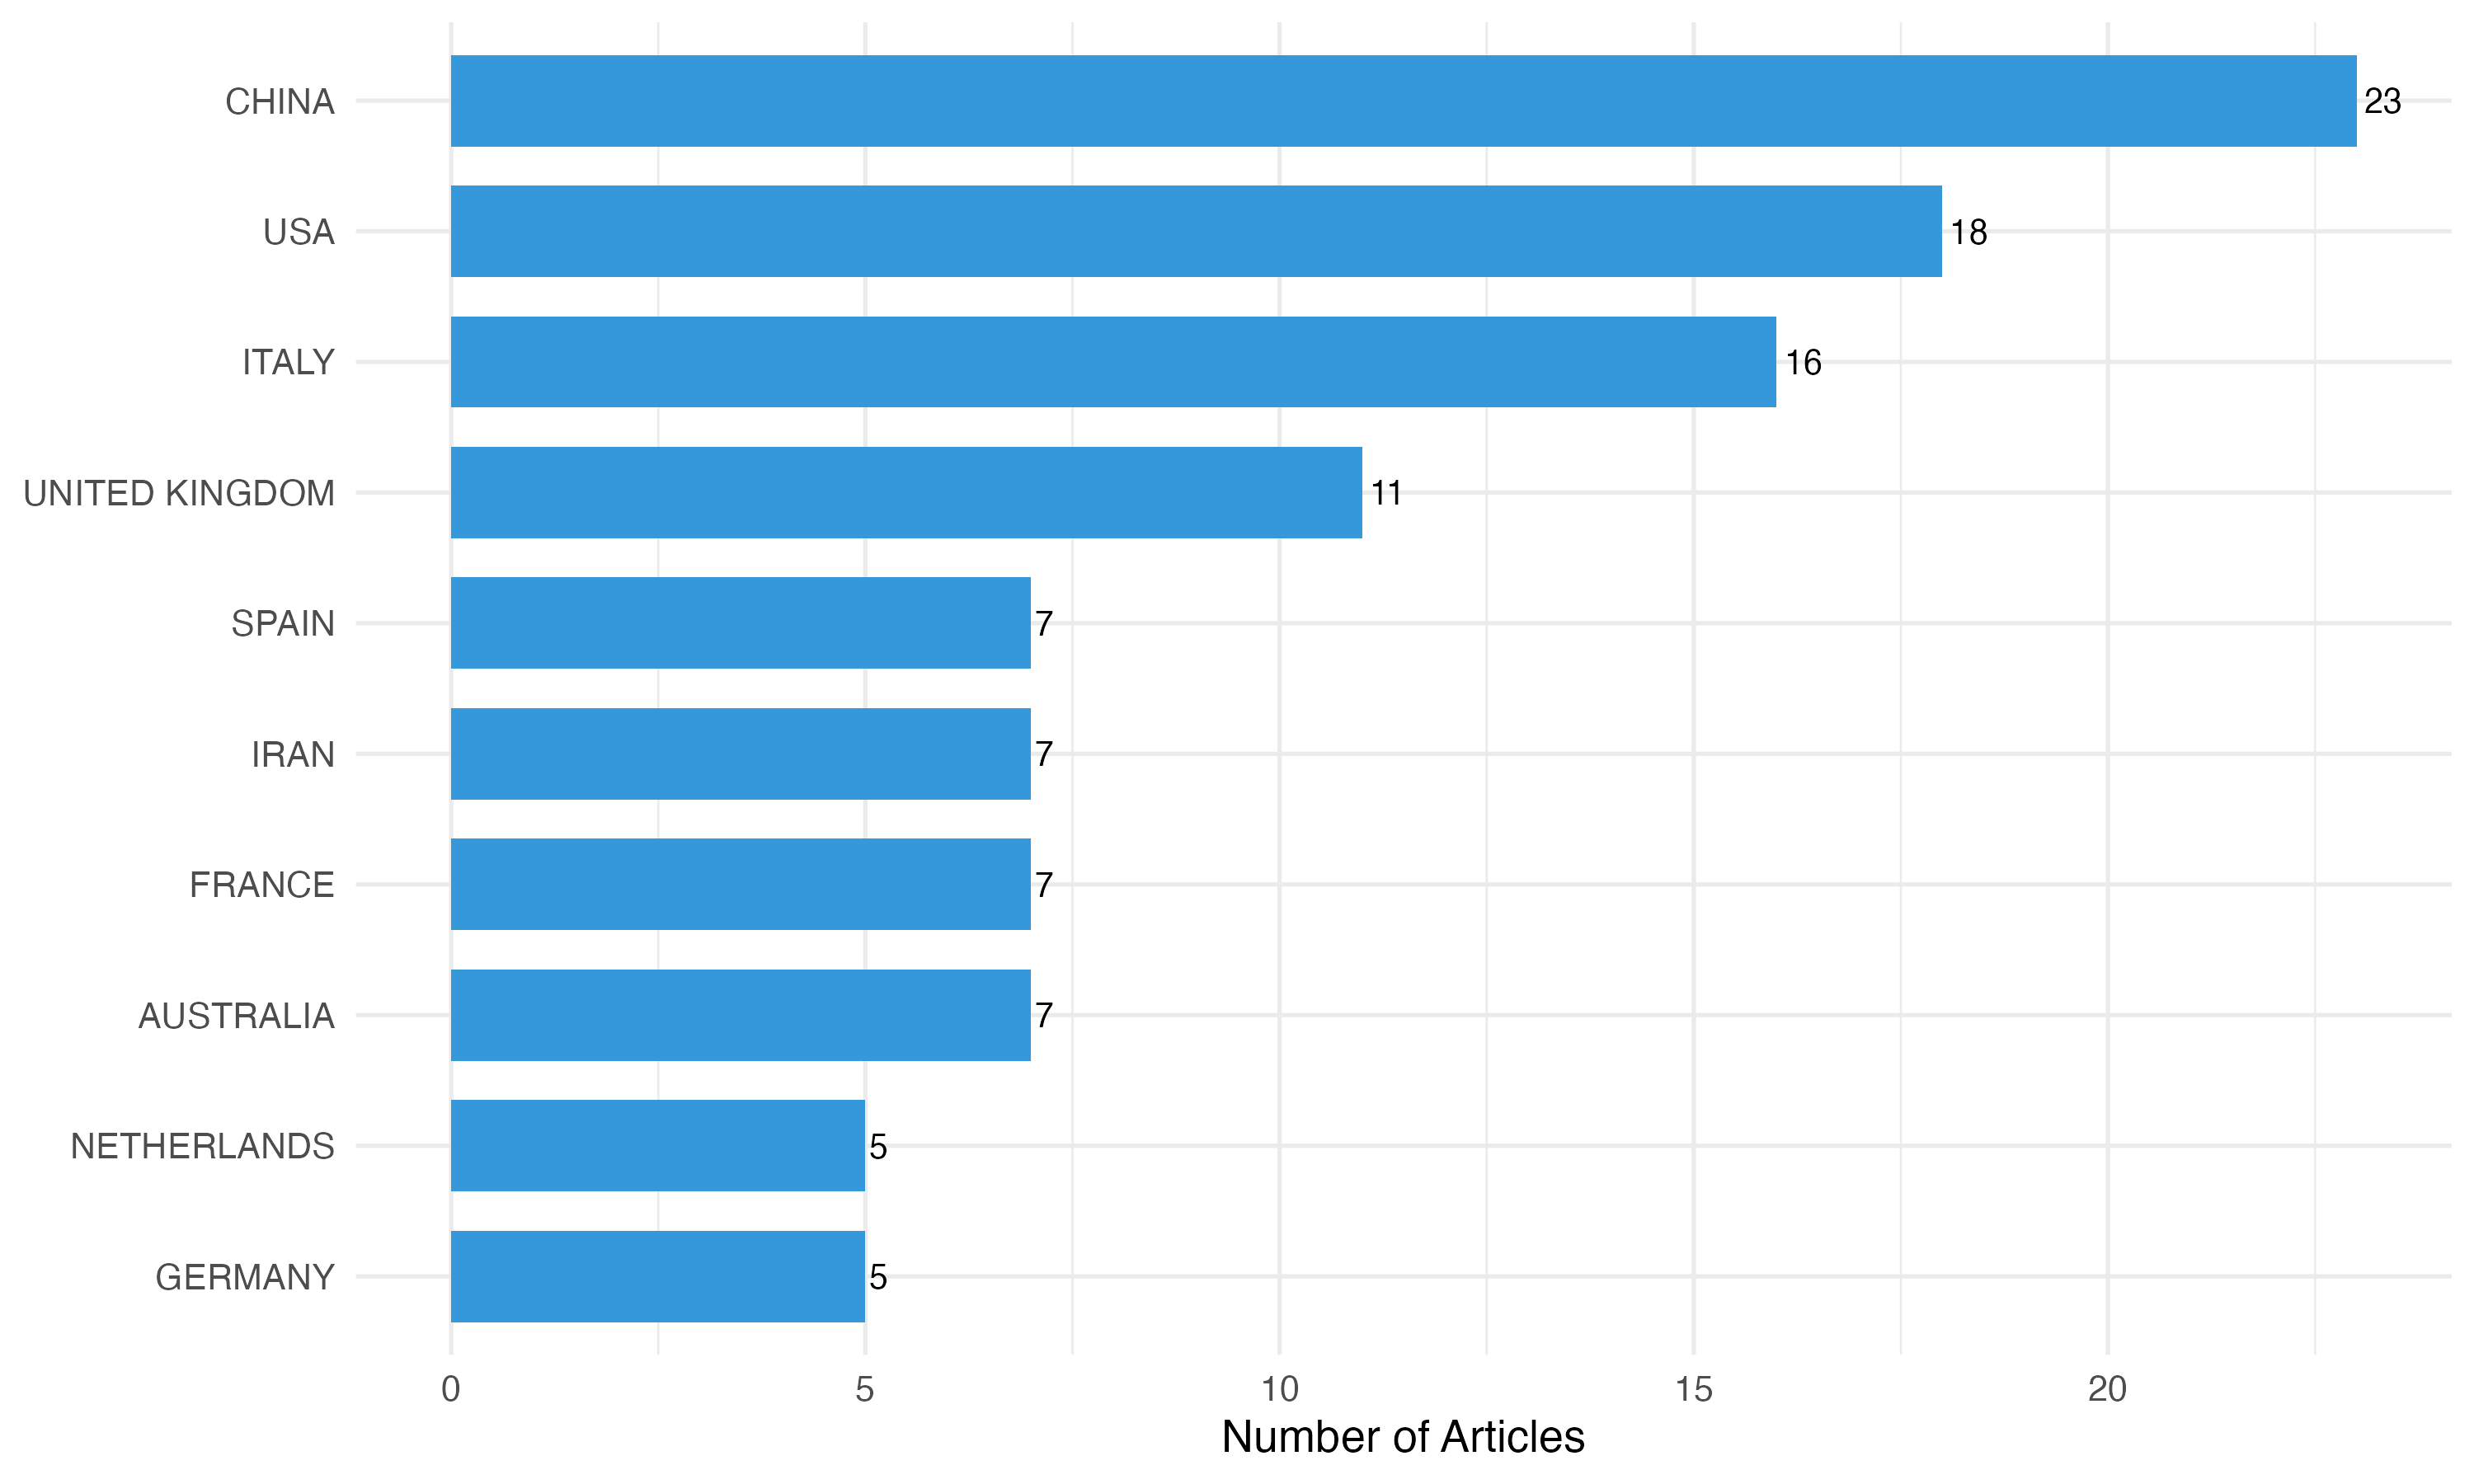 CHINA 23
USA 18
ITALY 16
UNITED KINGDOM 11
SPAIN 7
IRAN 7
FRANCE 7
AUSTRALIA 7
NETHERLANDS 5
GERMANY 5
0 5 10 15 20
Number of Articles